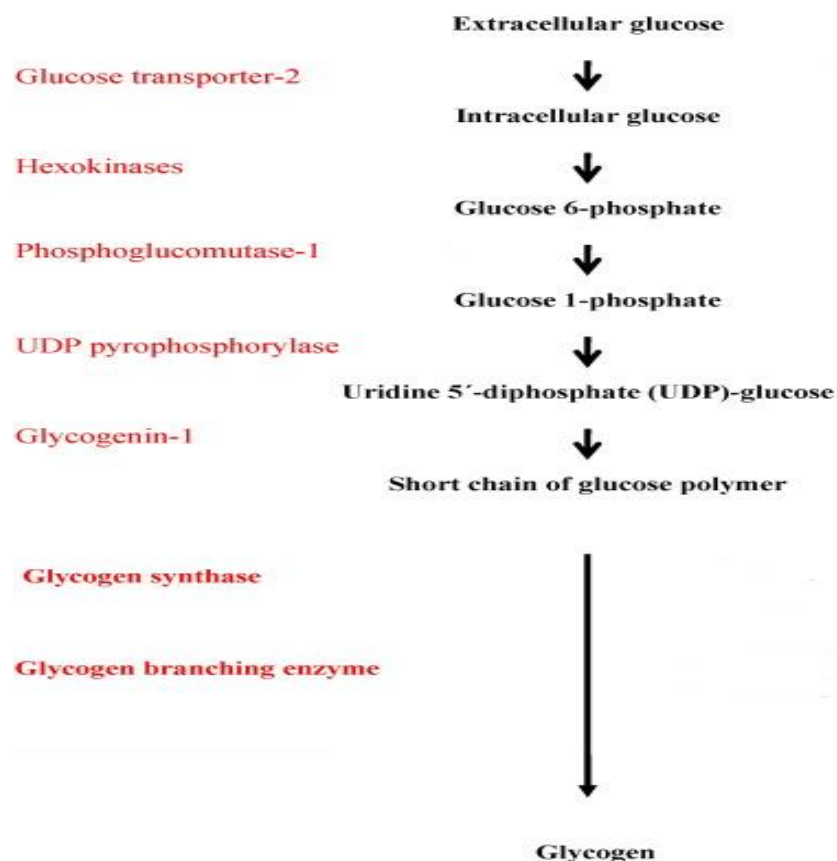 Extracellular glucose
Glucose transporter-2
Intracellular glucose
Hexokinases
Glucose 6-phosphate
Phosphoglucomutase-1
Glucose 1-phosphate
UDP pyrophosphorylase
Uridine 5´-diphosphate (UDP)-glucose
Glycogenin-1
Short chain of glucose polymer
Glycogen synthase
Glycogen branching enzyme
Glycogen